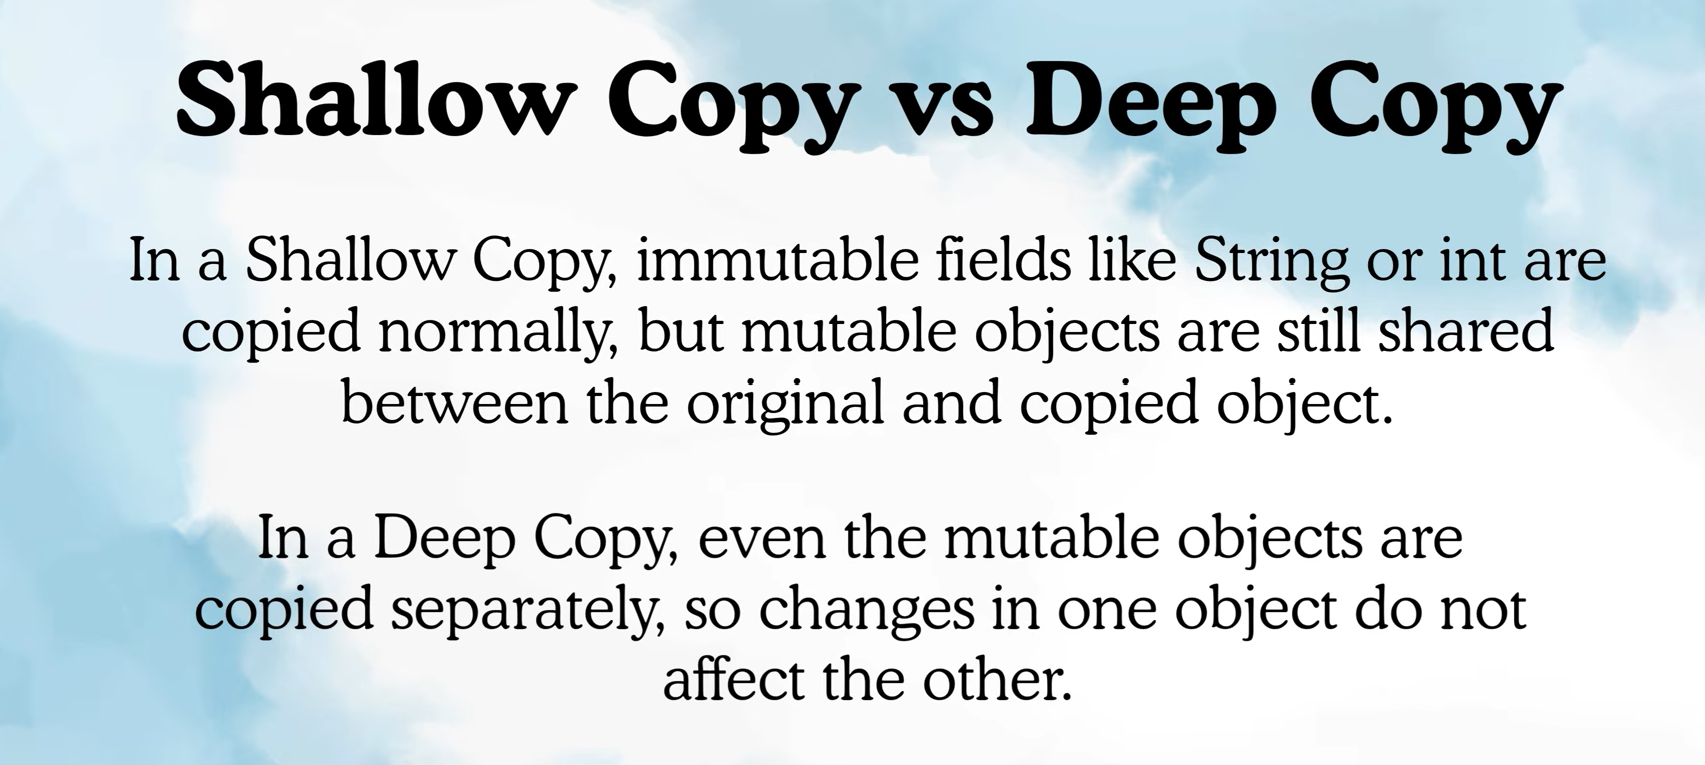 Shallow Copy vs Deep Copy
In a Shallow Copy, immutable fields like String or int are
copied normally, but mutable objects are still shared
between the original and copied object.
In a Deep Copy, even the mutable objects are
copied separately, so changes in one object do not
affect the other.